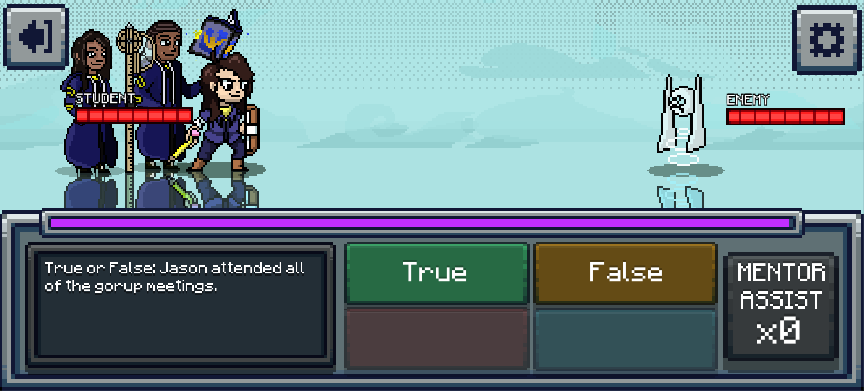 STUDENT
ENEMY
True or False: Jason attended all
of the gorup meetings.
True
False
MENTOR
ASSIST
x0